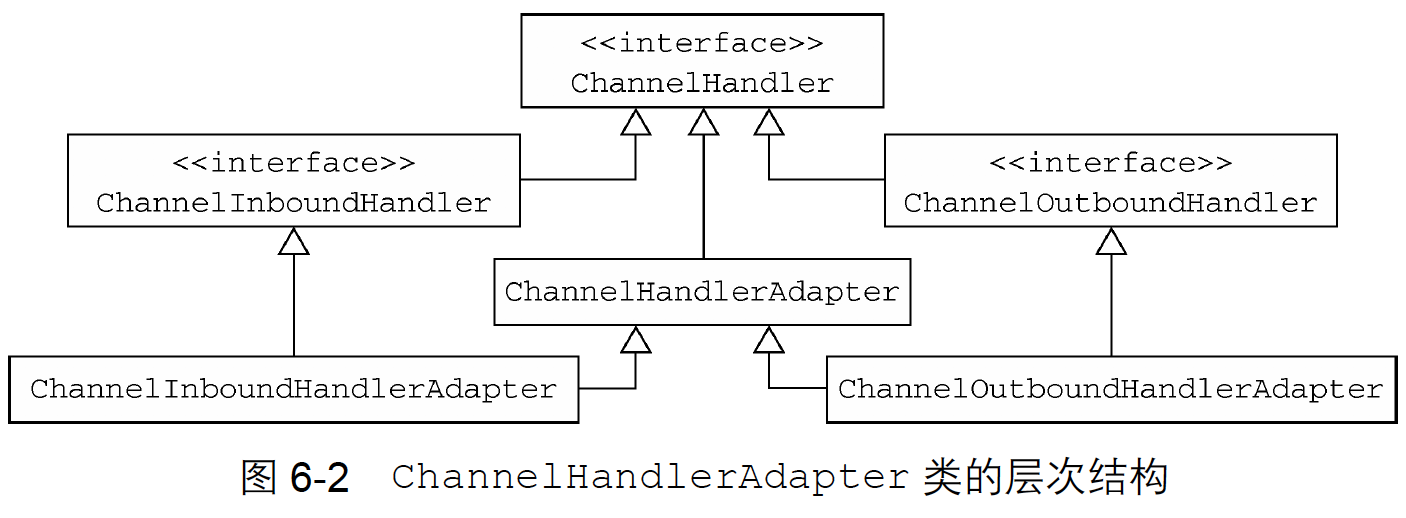 <<interface>>
ChannelHandler
<<interface>>
ChannelInboundHandler
<<interface>>
ChannelOutboundHandler
ChannelHandlerAdapter
ChannelInboundHandlerAdapter
ChannelOutboundHandlerAdapter
图 6-2 ChannelHandlerAdapter 类的层次结构